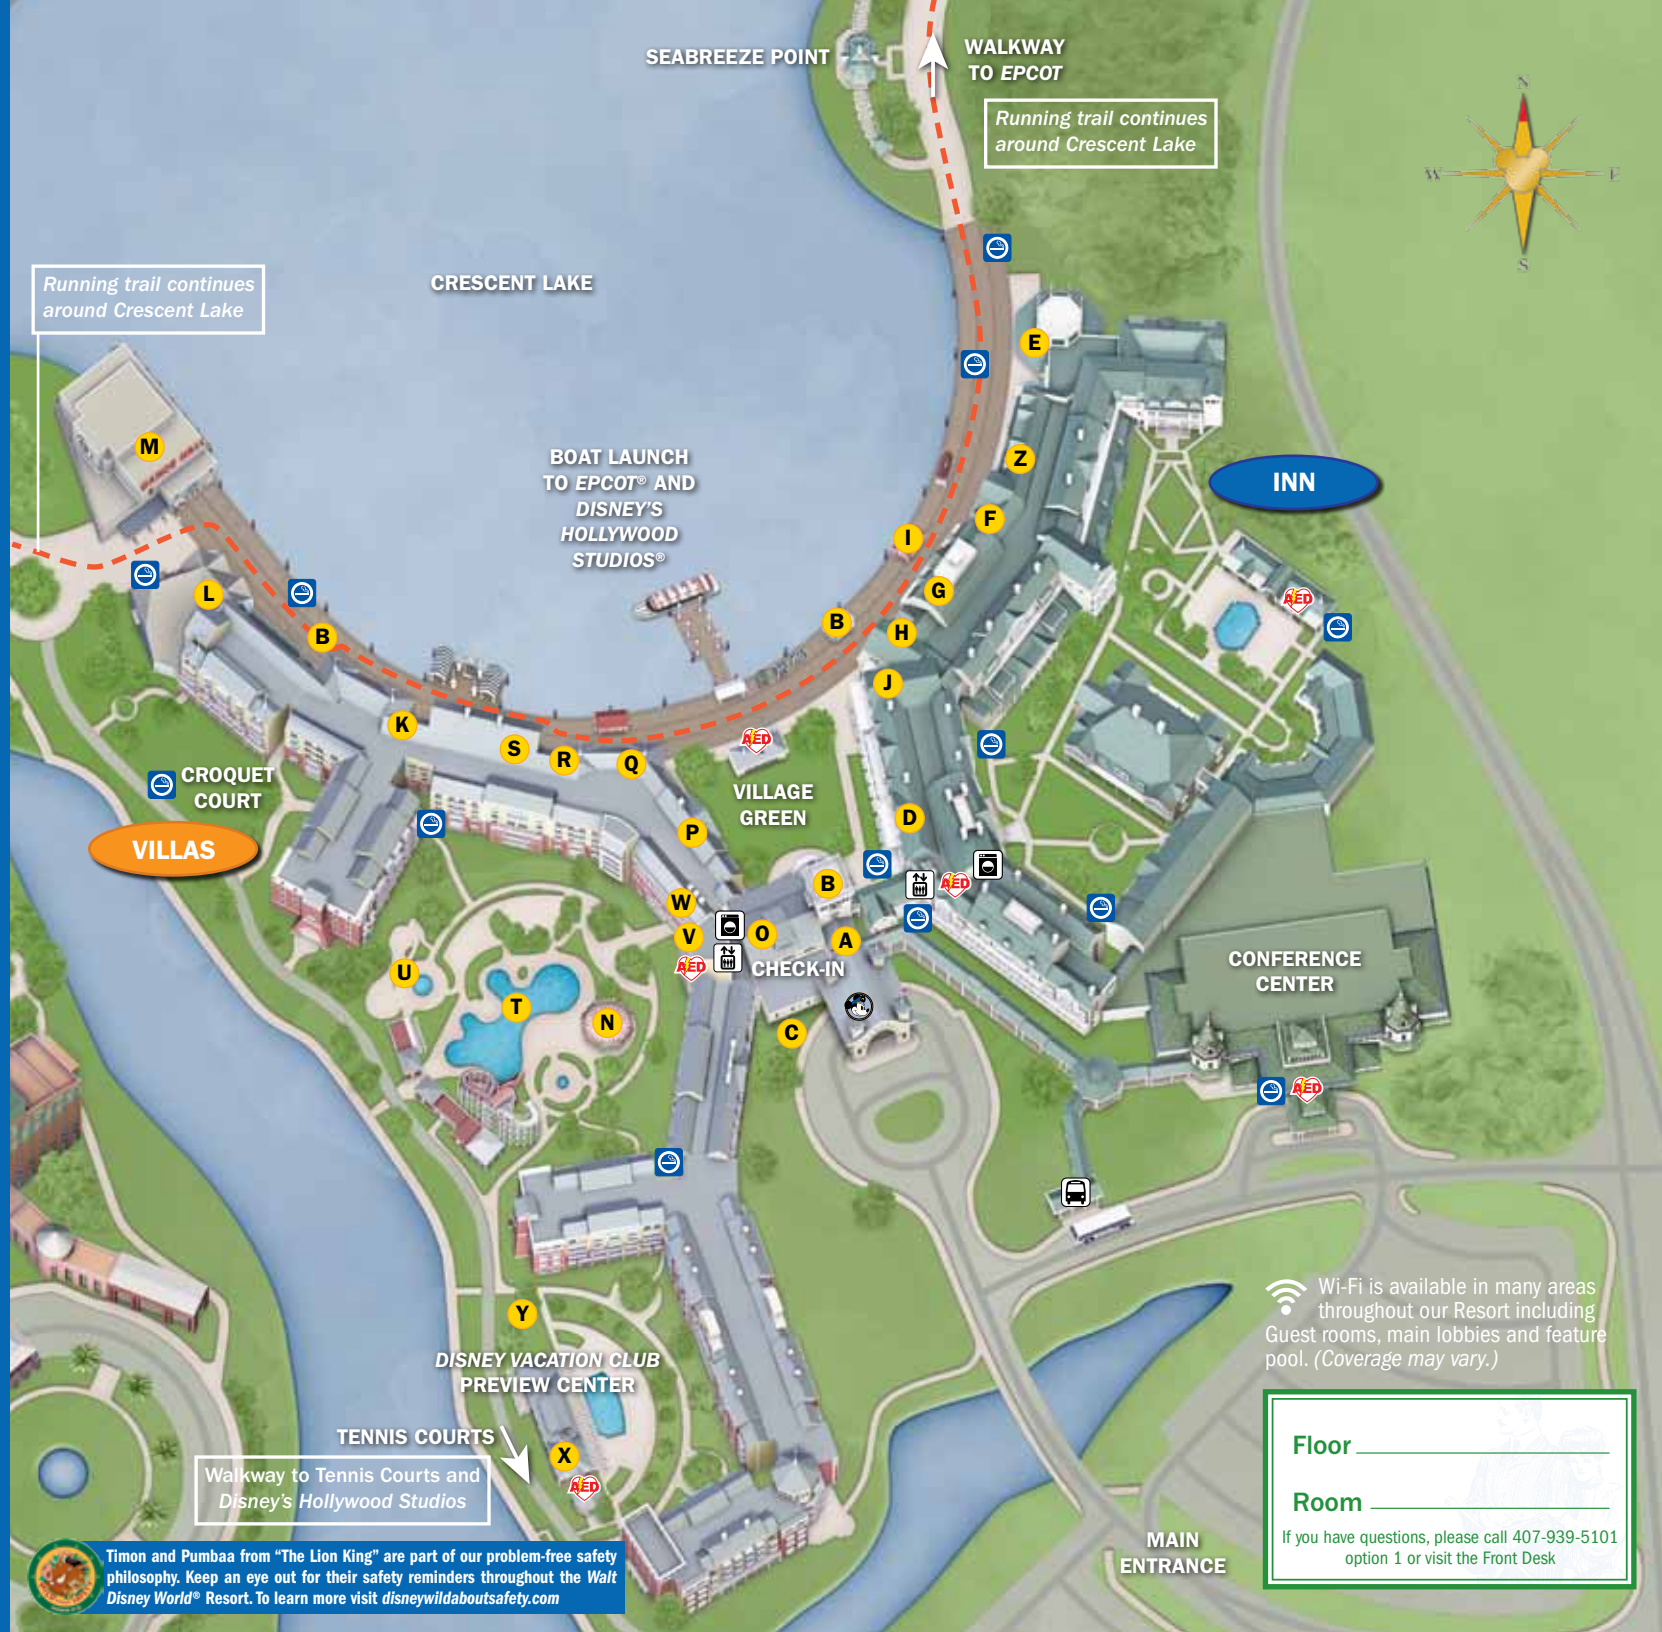 SEABREEZE POINT
WALKWAY
TO EPCOT
Running trail continues
around Crescent Lake
N
W
E
S
CRESCENT LAKE
Running trail continues
around Crescent Lake
E
M
DANCE HALL
BOAT LAUNCH
TO EPCOT® AND
DISNEY'S
HOLLYWOOD
STUDIOS®
Z
INN
F
I
G
AED
L
B
B
H
J
K
S
R
Q
AED
CROQUET
COURT
VILLAGE
GREEN
D
P
VILLAS
B
AED
W
V
O
A
AED
CHECK-IN
CONFERENCE
CENTER
U
T
N
C
AED
Y
Wi-Fi is available in many areas
throughout our Resort including
Guest rooms, main lobbies and feature
pool. (Coverage may vary.)
DISNEY VACATION CLUB
PREVIEW CENTER
TENNIS COURTS
X
AED
Walkway to Tennis Courts and
Disney's Hollywood Studios
Floor
Room
If you have questions, please call 407-939-5101
option 1 or visit the Front Desk
MAIN
ENTRANCE
Timon and Pumbaa from “The Lion King” are part of our problem-free safety
philosophy. Keep an eye out for their safety reminders throughout the Walt
Disney World® Resort. To learn more visit disneywildaboutsafety.com